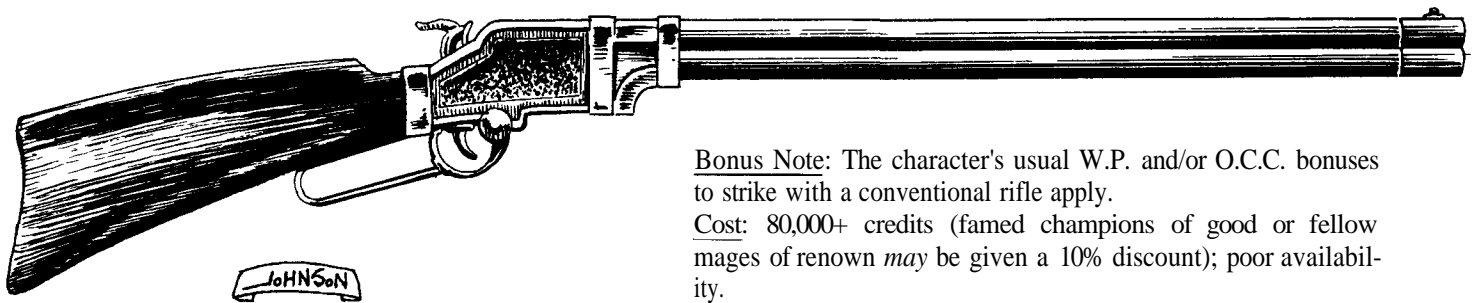 Bonus Note: The character's usual W.P. and/or O.C.C. bonuses
to strike with a conventional rifle apply.
Cost: 80,000+ credits (famed champions of good or fellow
mages of renown may be given a 10% discount); poor availabil-
ity.
JOHNSON